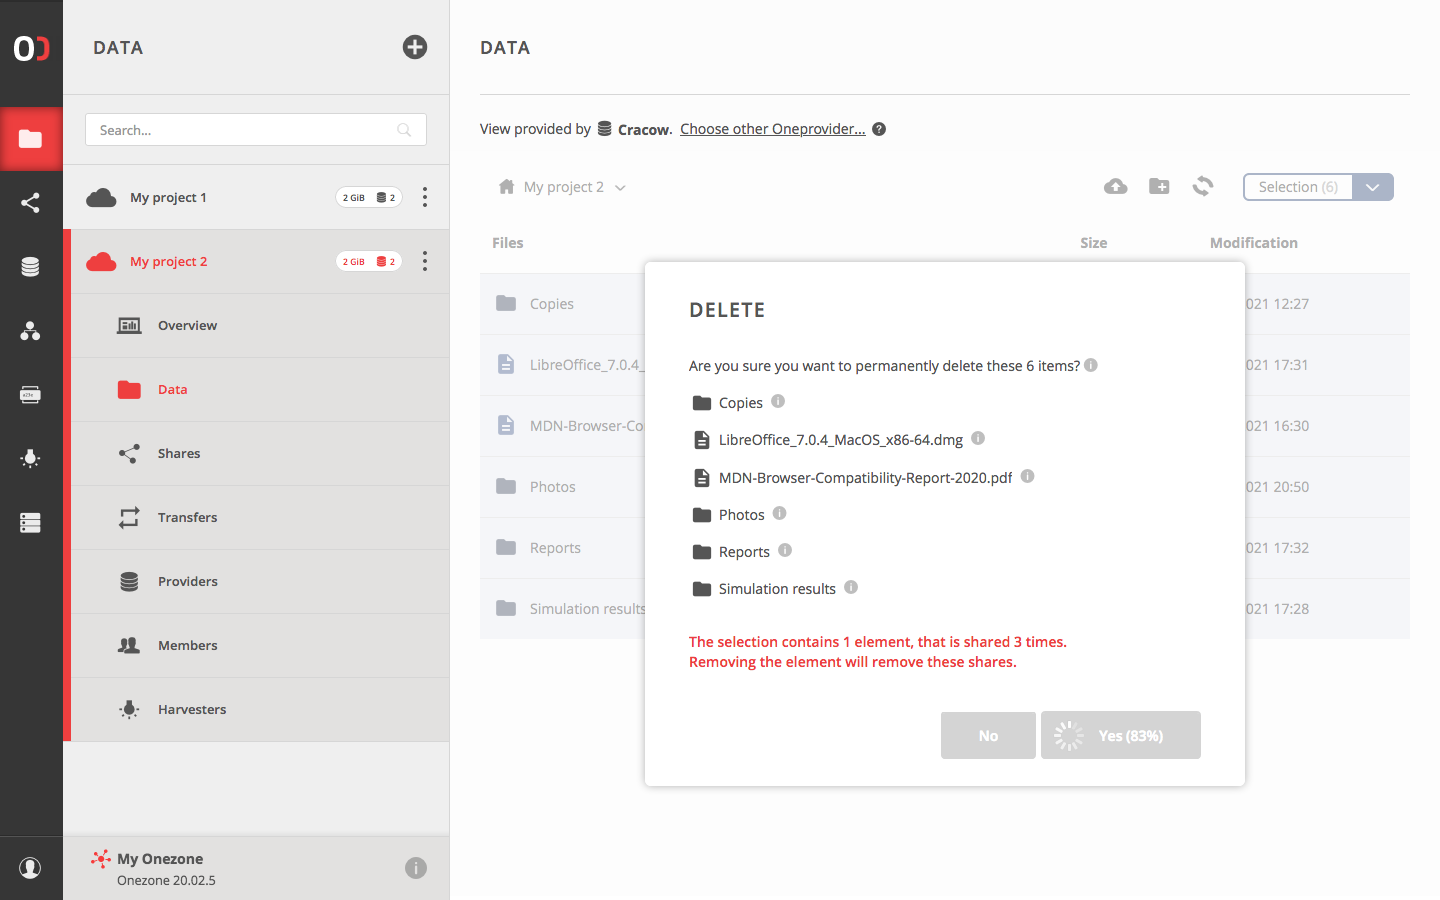 DATA
Search...
My project 1
2 GiB 2
My project 2
2 GiB 2
Overview
Data
Shares
Transfers
Providers
Members
Harvesters
My Onezone
Onezone 20.02.5
DATA
View provided by Cracow. Choose other Oneprovider...
My project 2
Selection (6)
Files Size Modification
Copies 021 12:27
LibreOffice_7.0.4_ 021 17:31
MDN-Browser-Co 021 16:30
Photos 021 20:50
Reports 021 17:32
Simulation results 021 17:28
DELETE
Are you sure you want to permanently delete these 6 items?
Copies
LibreOffice_7.0.4_MacOS_x86-64.dmg
MDN-Browser-Compatibility-Report-2020.pdf
Photos
Reports
Simulation results
The selection contains 1 element, that is shared 3 times.
Removing the element will remove these shares.
No
Yes (83%)